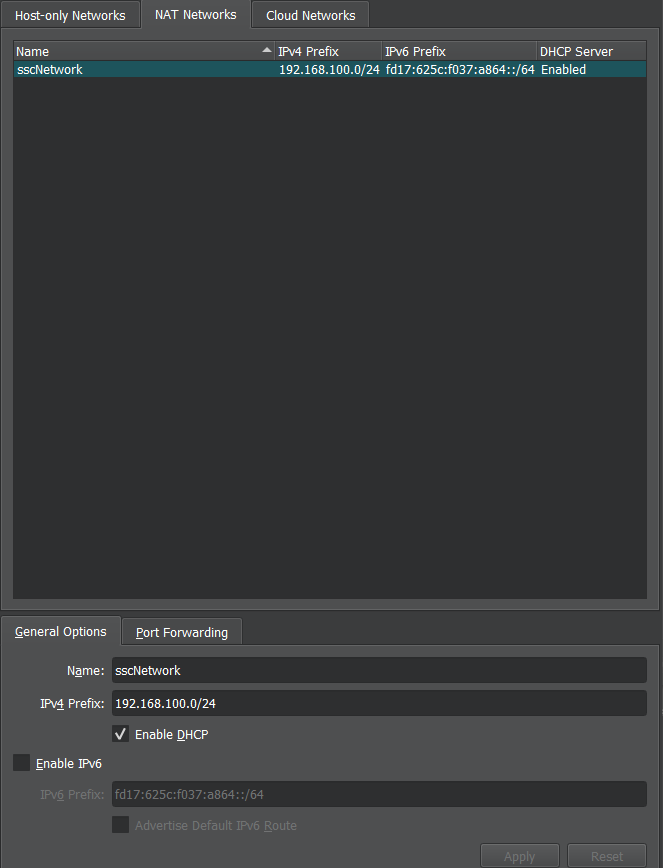 Host-only Networks NAT Networks Cloud Networks
Name IPv4 Prefix IPv6 Prefix DHCP Server
sscNetwork 192.168.100.0/24 fd17:625c:f037:a864::/64 Enabled
General Options Port Forwarding
Name: sscNetwork
IPv4 Prefix: 192.168.100.0/24
Enable DHCP
Enable IPv6
IPv6 Prefix: fd17:625c:f037:a864::/64
Advertise Default IPv6 Route
Apply Reset